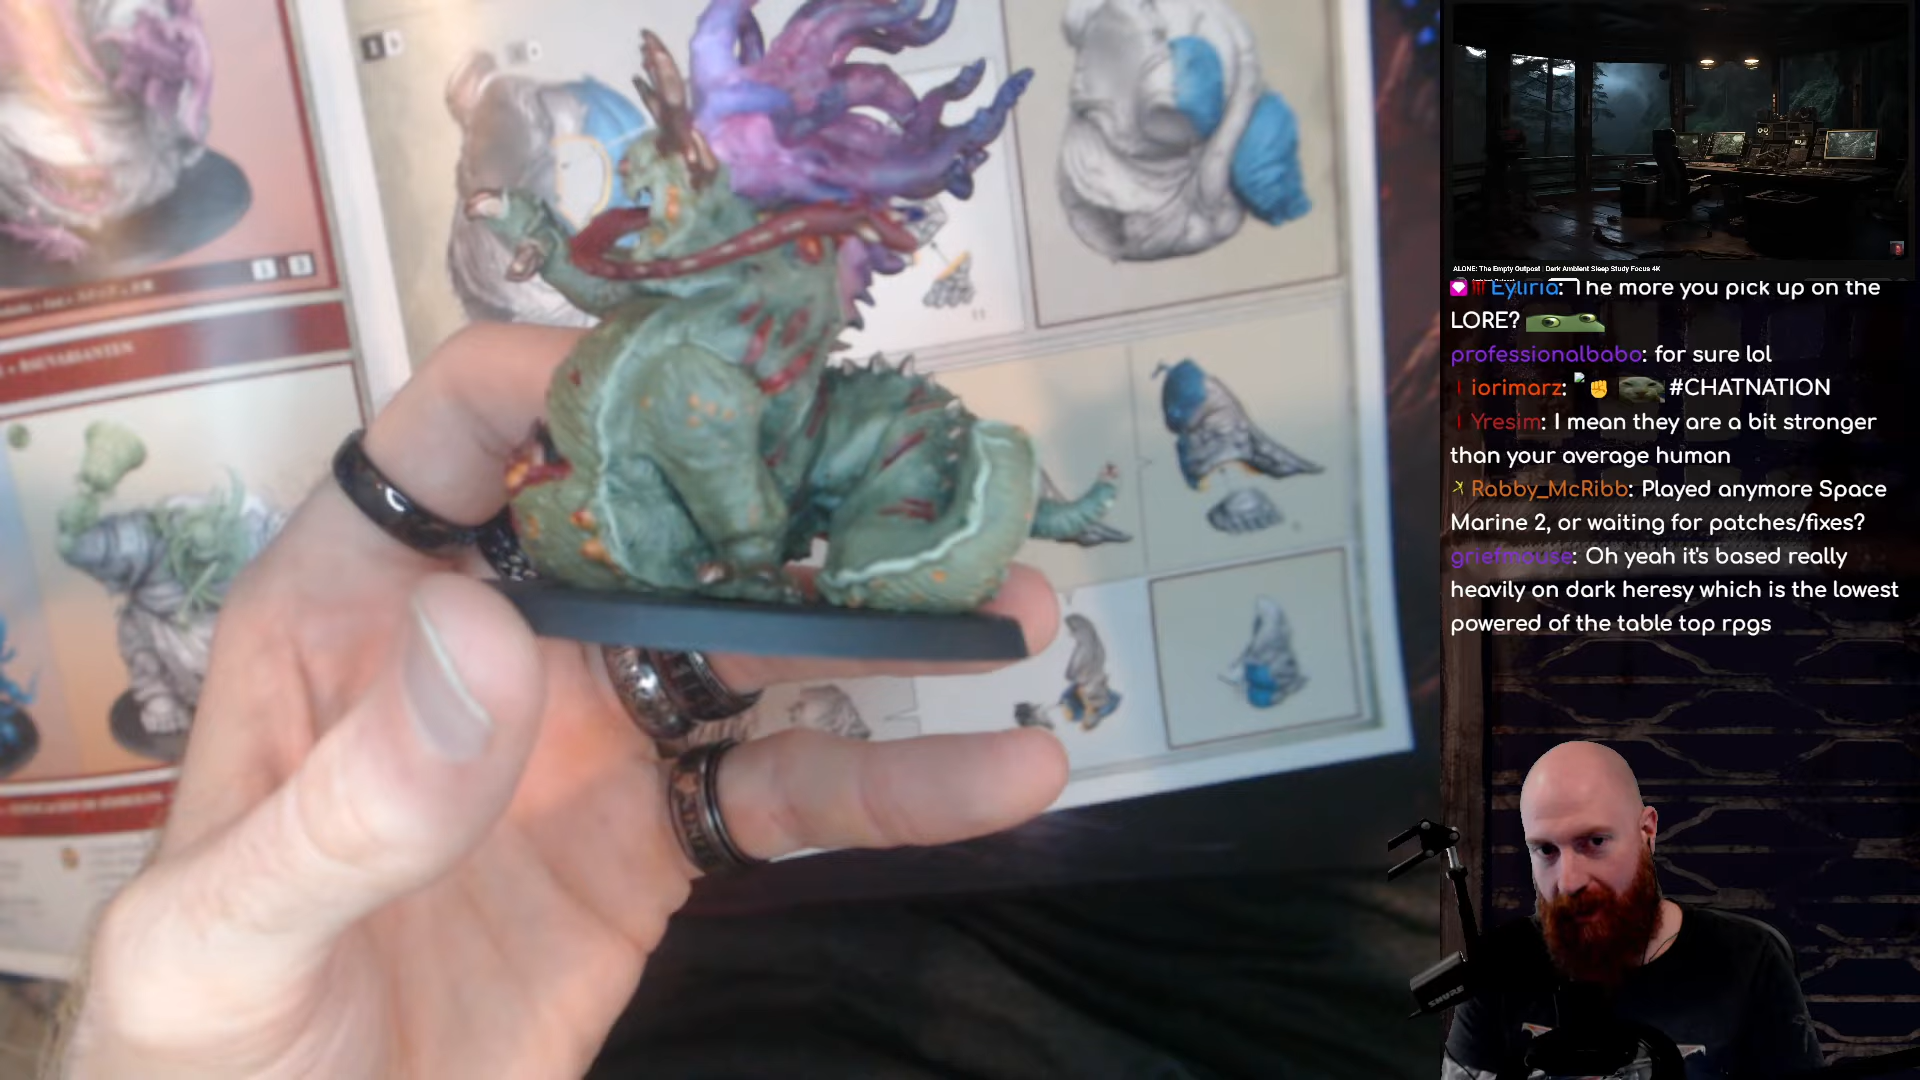 ALONE: The Empty Outpost | Dark Ambient Sleep Study Focus 4K
Eyliria: The more you pick up on the
LORE?
professionalbabo: for sure lol
iorimarz: #CHATNATION
Yresim: I mean they are a bit stronger
than your average human
Rabby_McRibb: Played anymore Space
Marine 2, or waiting for patches/fixes?
griefmouse: Oh yeah it's based really
heavily on dark heresy which is the lowest
powered of the table top rpgs
SHURE